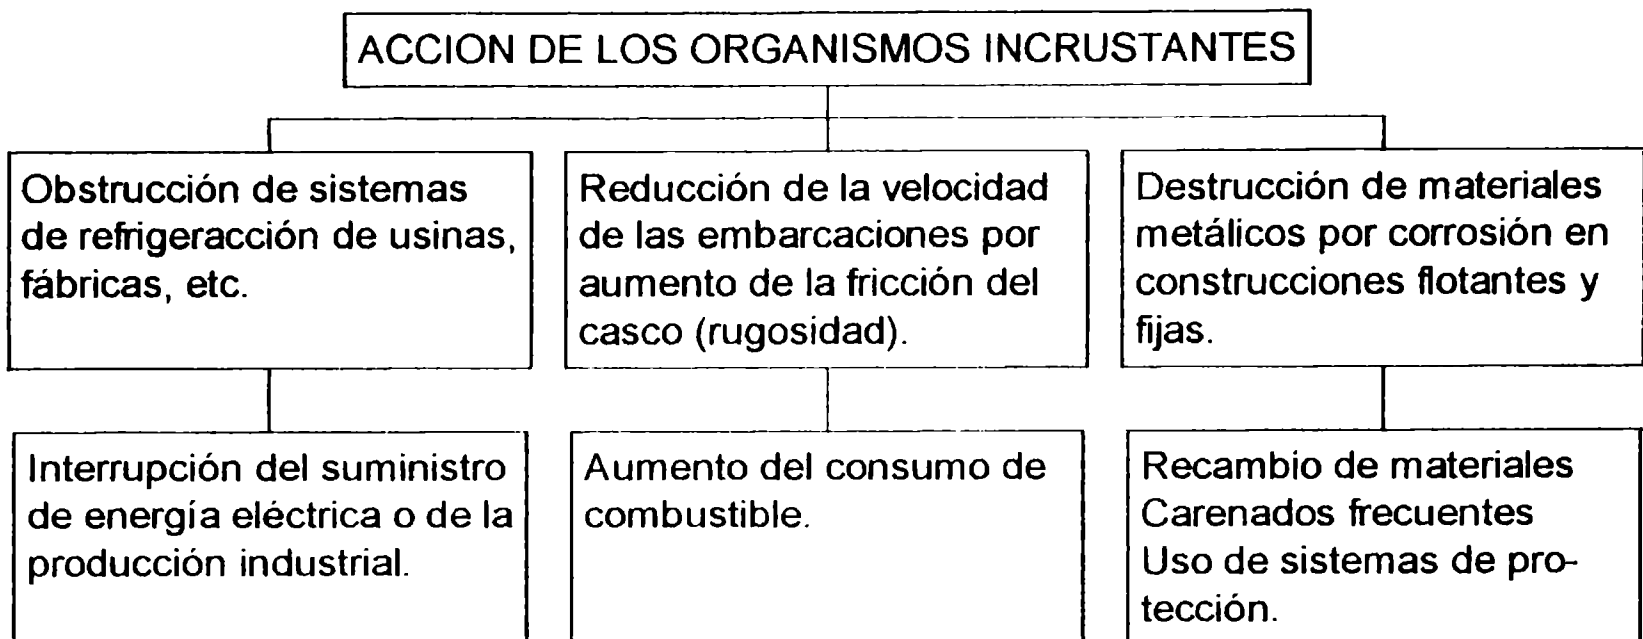 ACCION DE LOS ORGANISMOS INCRUSTANTES
Obstrucción de sistemas
de refrigeracción de usinas,
fábricas, etc.
Reducción de la velocidad
de las embarcaciones por
aumento de la fricción del
casco (rugosidad).
Destrucción de materiales
metálicos por corrosión en
construcciones flotantes y
fijas.
Interrupción del suministro
de energía eléctrica o de la
producción industrial.
Aumento del consumo de
combustible.
Recambio de materiales
Carenados frecuentes
Uso de sistemas de pro-
tección.